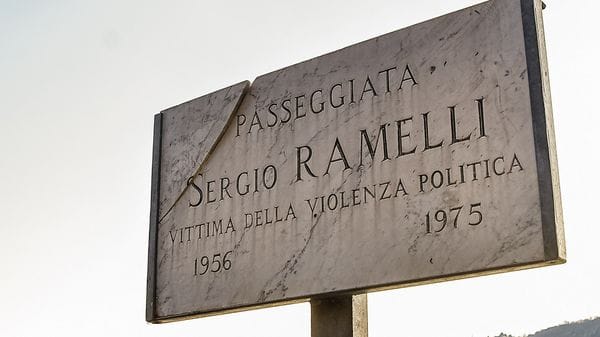 PASSEGGIATA
SERGIO RAMELLI
VITTIMA DELLA VIOLENZA POLITICA
1956 1975